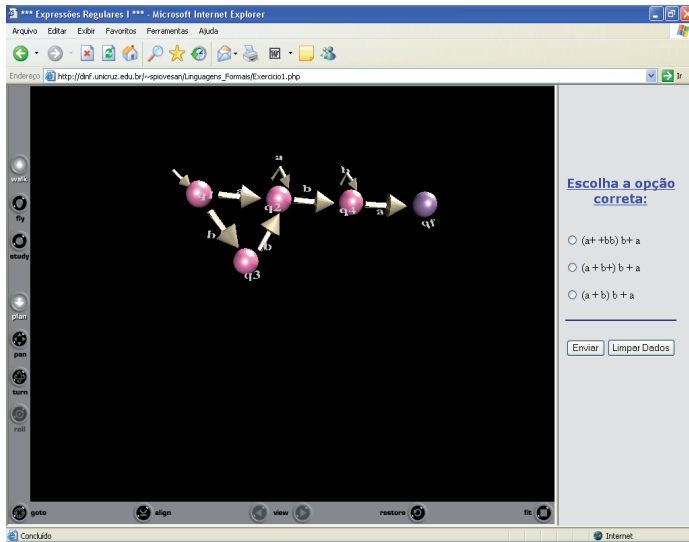 *** Expressões Regulares I *** - Microsoft Internet Explorer
Arquivo Editar Exibir Favoritos Ferramentas Ajuda
Endereço http://dinf.unicruz.edu.br/~spiovesan/Linguagens_Formais/Exercicio1.php Ir
walk
fly
study
plan
pan
turn
roll
a b
a q2 b q4 a qf
b b
q3
goto align view restore fit
Escolha a opção
correta:
(a+ +bb) b+ a
(a + b+) b + a
(a + b) b + a
Enviar Limpar Dados
Concluído Internet